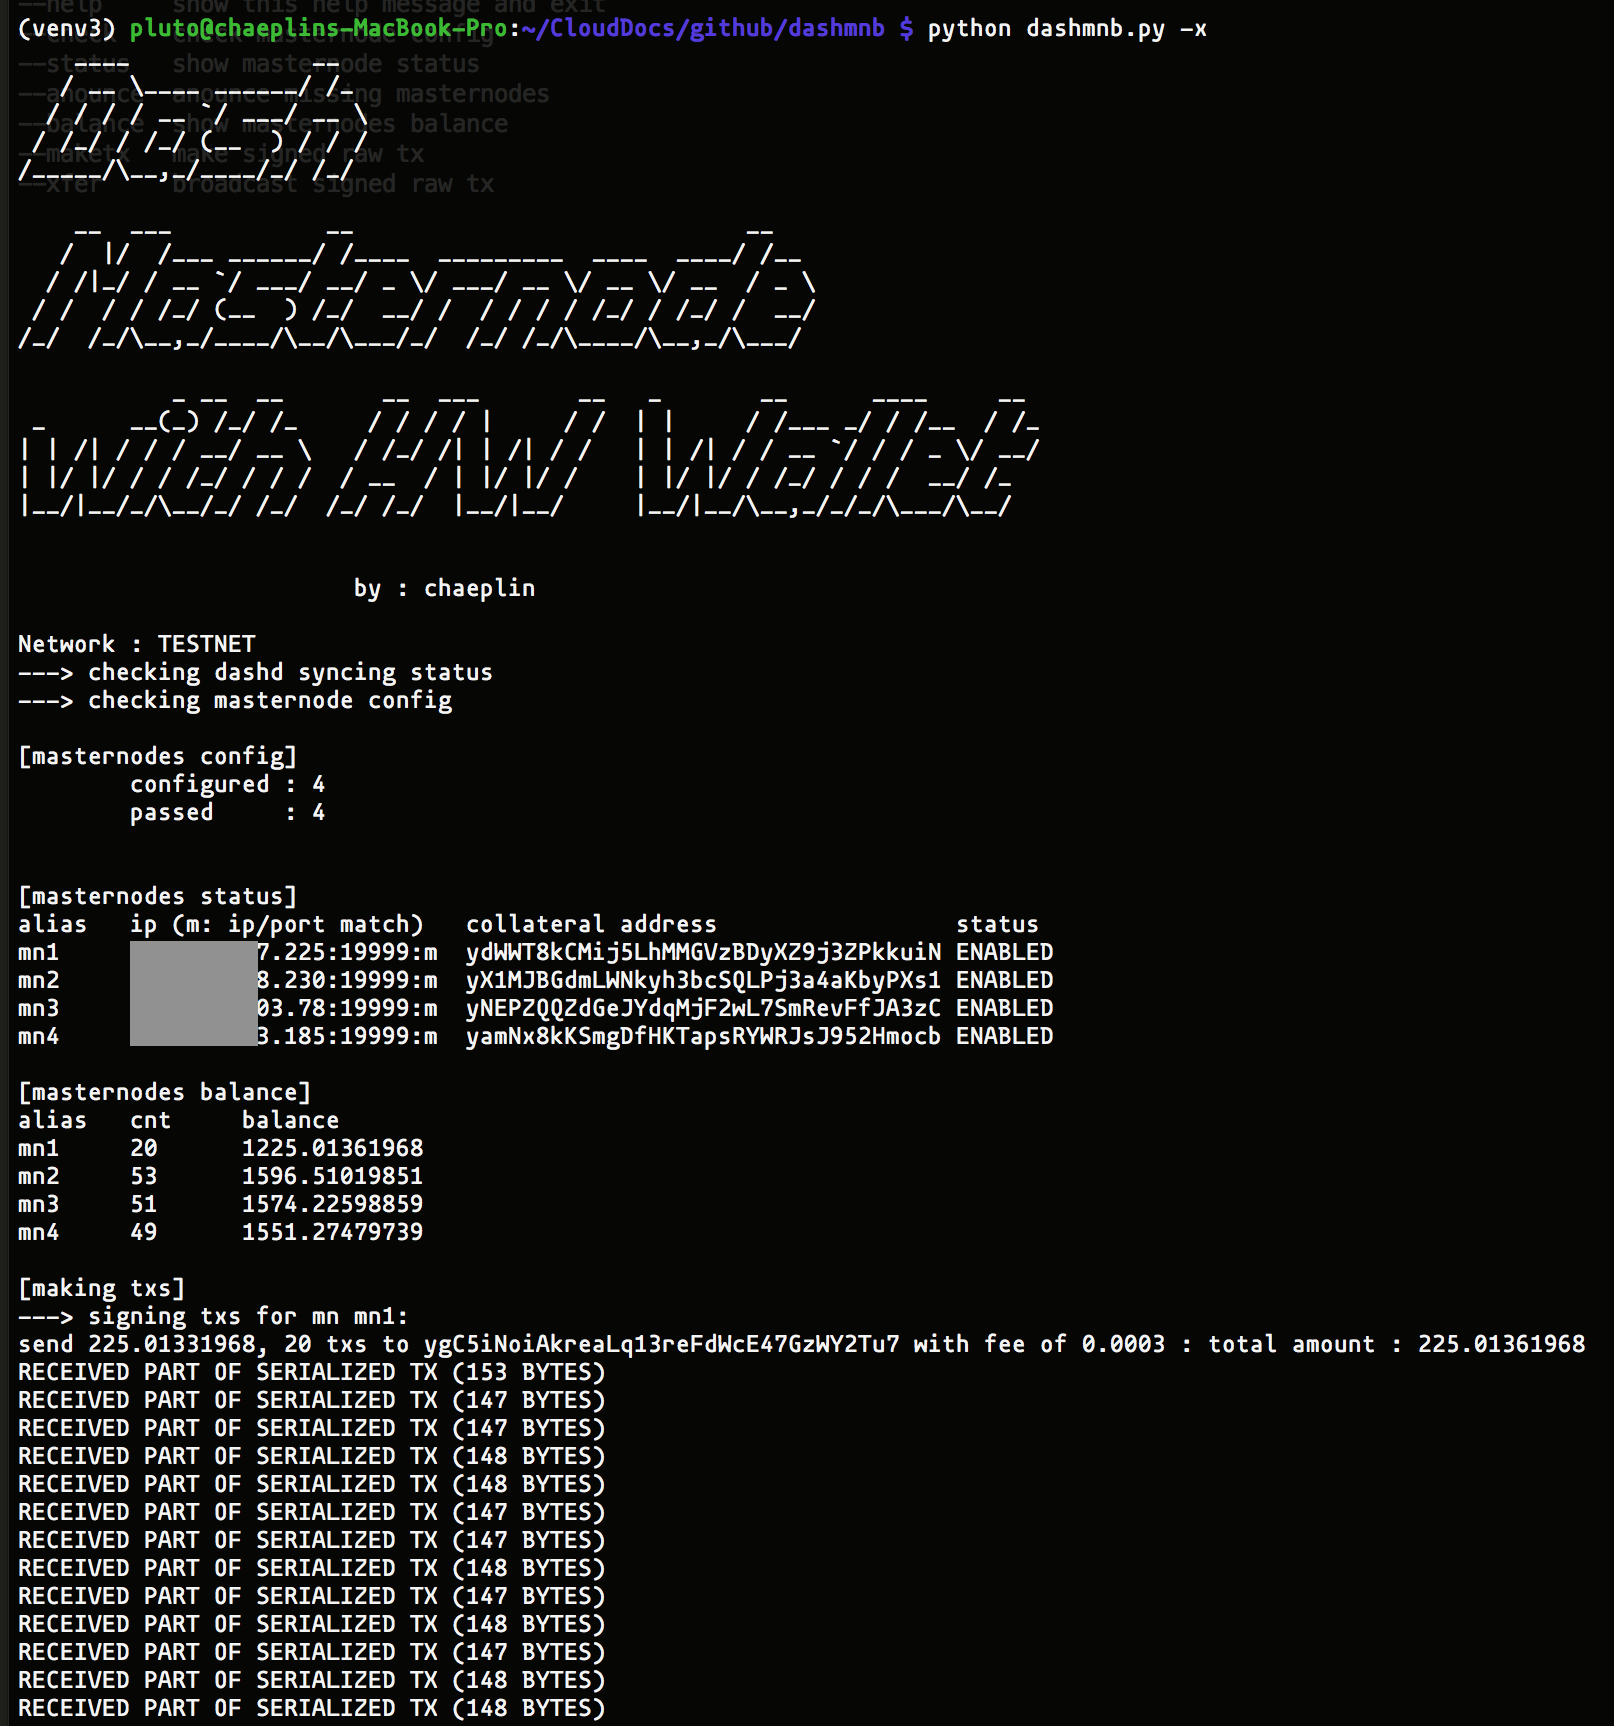 --help     show this help message and exit
(venv3) pluto@chaeplins-MacBook-Pro:~/CloudDocs/github/dashmnb $ python dashmnb.py -x
--check    check masternode config
--status   show masternode status
--anounce  anounce missing masternodes
--balance  show masternodes balance
--maketx   make signed raw tx
--xfer     broadcast signed raw tx
Dash
Masternode
with HW Wallet
by : chaeplin
Network : TESTNET
---> checking dashd syncing status
---> checking masternode config
[masternodes config]
configured : 4
passed     : 4
[masternodes status]
alias   ip (m: ip/port match)   collateral address                 status
mn1     7.225:19999:m  ydWWT8kCMij5LhMMGVzBDyXZ9j3ZPkkuiN ENABLED
mn2     8.230:19999:m  yX1MJBGdmLWNkyh3bcSQLPj3a4aKbyPXs1 ENABLED
mn3     03.78:19999:m  yNEPZQQZdGeJYdqMjF2wL7SmRevFfJA3zC ENABLED
mn4     3.185:19999:m  yamNx8kKSmgDfHKTapsRYWRJsJ952Hmocb ENABLED
[masternodes balance]
alias   cnt     balance
mn1     20      1225.01361968
mn2     53      1596.51019851
mn3     51      1574.22598859
mn4     49      1551.27479739
[making txs]
---> signing txs for mn mn1:
send 225.01331968, 20 txs to ygC5iNoiAkreaLq13reFdWcE47GzWY2Tu7 with fee of 0.0003 : total amount : 225.01361968
RECEIVED PART OF SERIALIZED TX (153 BYTES)
RECEIVED PART OF SERIALIZED TX (147 BYTES)
RECEIVED PART OF SERIALIZED TX (147 BYTES)
RECEIVED PART OF SERIALIZED TX (148 BYTES)
RECEIVED PART OF SERIALIZED TX (148 BYTES)
RECEIVED PART OF SERIALIZED TX (147 BYTES)
RECEIVED PART OF SERIALIZED TX (147 BYTES)
RECEIVED PART OF SERIALIZED TX (148 BYTES)
RECEIVED PART OF SERIALIZED TX (147 BYTES)
RECEIVED PART OF SERIALIZED TX (148 BYTES)
RECEIVED PART OF SERIALIZED TX (147 BYTES)
RECEIVED PART OF SERIALIZED TX (148 BYTES)
RECEIVED PART OF SERIALIZED TX (148 BYTES)